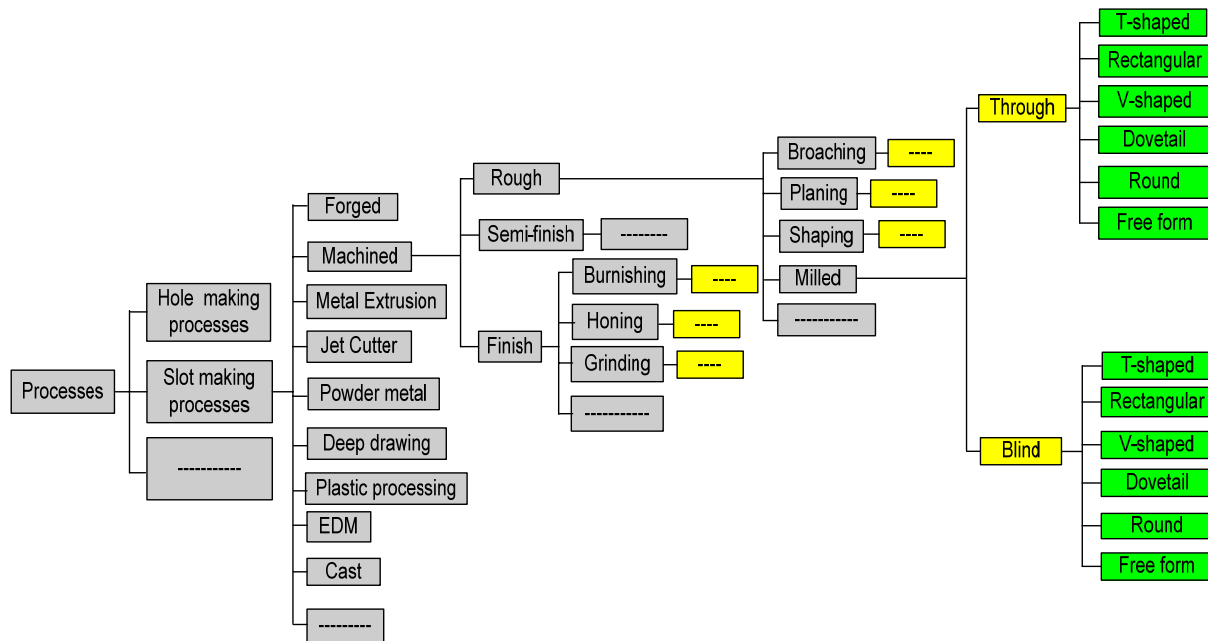 Processes
Hole making
processes
Slot making
processes
-----------
Forged
Machined
Metal Extrusion
Jet Cutter
Powder metal
Deep drawing
Plastic processing
EDM
Cast
---------
Rough
Semi-finish
--------
Finish
Burnishing
----
Honing
----
Grinding
----
-----------
Broaching
----
Planing
----
Shaping
----
Milled
-----------
Through
T-shaped
Rectangular
V-shaped
Dovetail
Round
Free form
Blind
T-shaped
Rectangular
V-shaped
Dovetail
Round
Free form